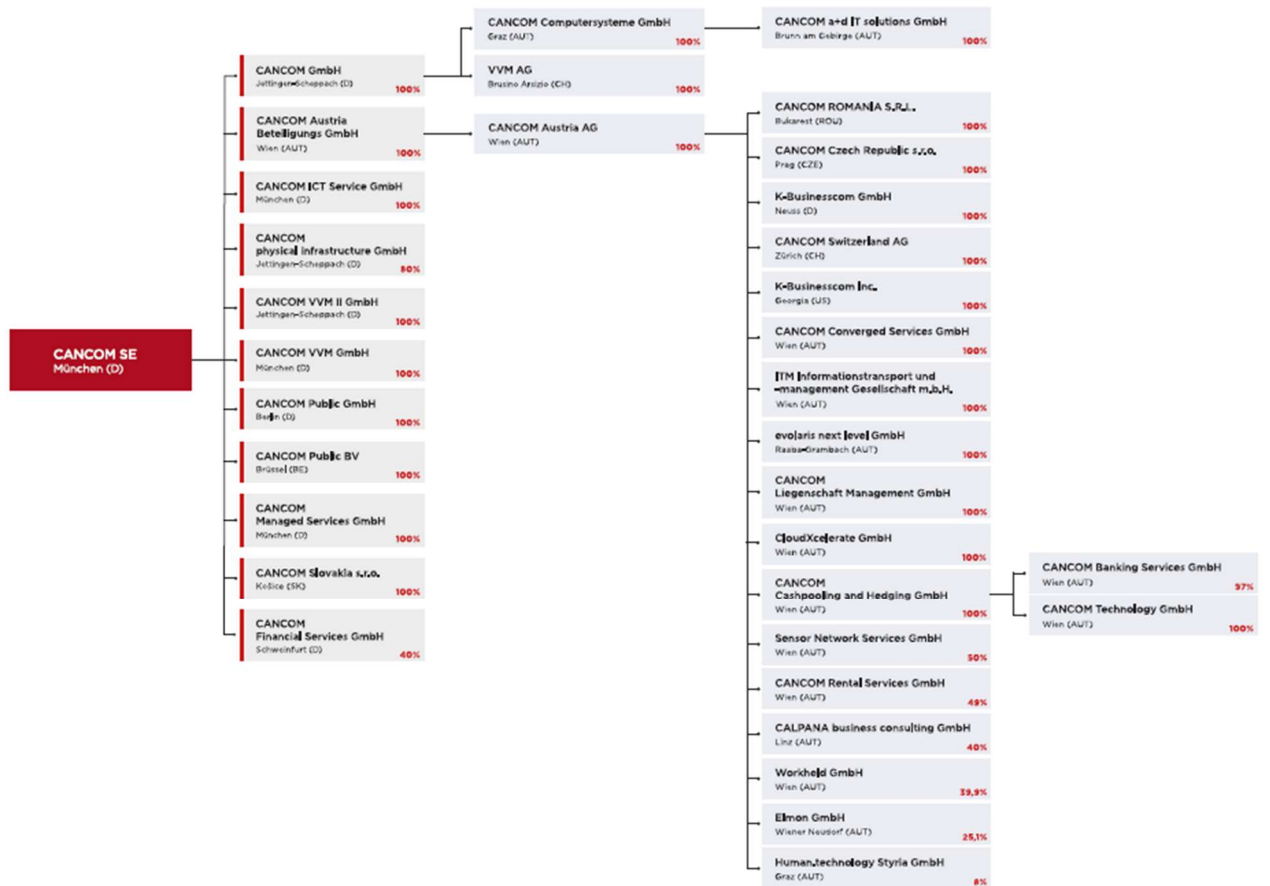 CANCOM SE
München (D)
CANCOM GmbH
Jettingen-Scheppach (D)
100%
CANCOM Austria
Beteiligungs GmbH
Wien (AUT)
100%
CANCOM ICT Service GmbH
München (D)
100%
CANCOM
physical infrastructure GmbH
Jettingen-Scheppach (D)
80%
CANCOM VVM II GmbH
Jettingen-Scheppach (D)
100%
CANCOM VVM GmbH
München (D)
100%
CANCOM Public GmbH
Berlin (D)
100%
CANCOM Public BV
Brüssel (BE)
100%
CANCOM
Managed Services GmbH
München (D)
100%
CANCOM Slovakia s.r.o.
Košice (SK)
100%
CANCOM
Financial Services GmbH
Schweinfurt (D)
40%
CANCOM Computersysteme GmbH
Graz (AUT)
100%
VVM AG
Brusino Arsizio (CH)
100%
CANCOM Austria AG
Wien (AUT)
100%
CANCOM a+d IT solutions GmbH
Brunn am Gebirge (AUT)
100%
CANCOM ROMANIA S.R.L.
Bukarest (ROU)
100%
CANCOM Czech Republic s.r.o.
Prag (CZE)
100%
K-Businesscom GmbH
Neuss (D)
100%
CANCOM Switzerland AG
Zürich (CH)
100%
K-Businesscom Inc.
Georgia (US)
100%
CANCOM Converged Services GmbH
Wien (AUT)
100%
ITM Informationstransport und
-management Gesellschaft m.b.H.
Wien (AUT)
100%
evolaris next level GmbH
Raaba-Grambach (AUT)
100%
CANCOM
Liegenschaft Management GmbH
Wien (AUT)
100%
CloudXcelerate GmbH
Wien (AUT)
100%
CANCOM
Cashpooling and Hedging GmbH
Wien (AUT)
100%
Sensor Network Services GmbH
Wien (AUT)
50%
CANCOM Rental Services GmbH
Wien (AUT)
49%
CALPANA business consulting GmbH
Linz (AUT)
40%
Workheld GmbH
Wien (AUT)
39,9%
Elmon GmbH
Wiener Neudorf (AUT)
25,1%
Human.technology Styria GmbH
Graz (AUT)
8%
CANCOM Banking Services GmbH
Wien (AUT)
97%
CANCOM Technology GmbH
Wien (AUT)
100%